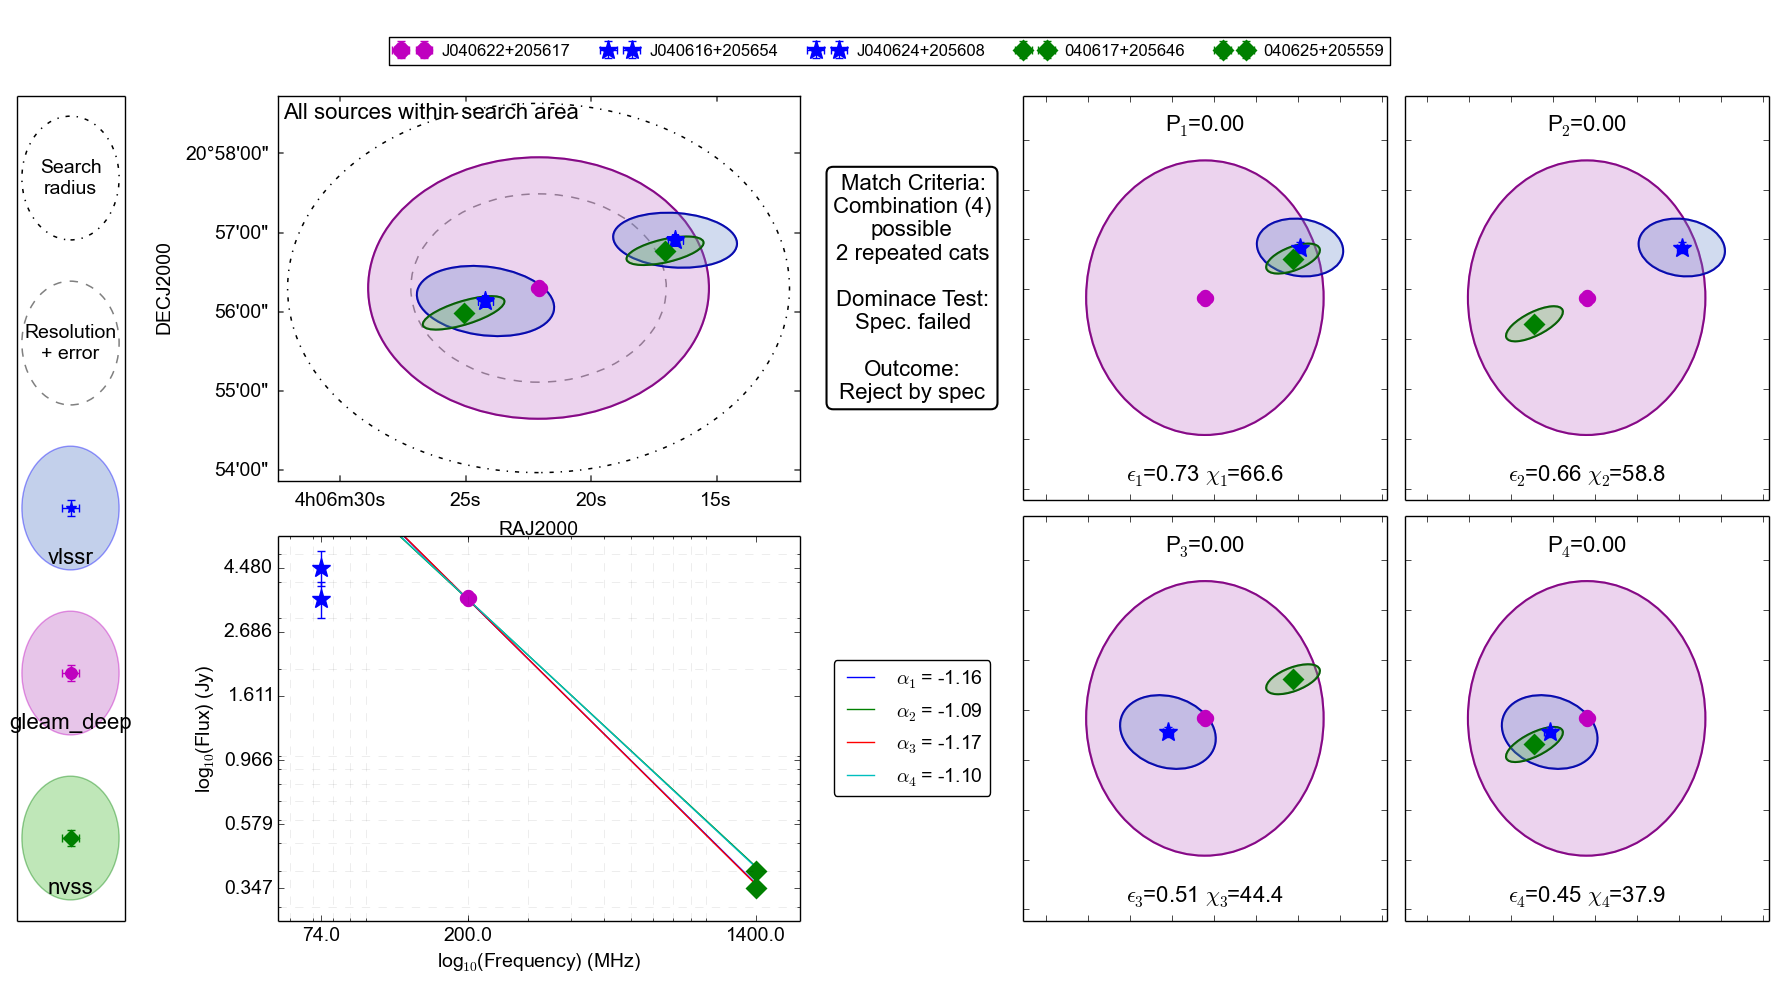 J040622+205617 J040616+205654 J040624+205608 040617+205646 040625+205559
Search
radius
Resolution
+ error
vlssr
gleam_deep
nvss
All sources within search area
20°58'00"
57'00"
56'00"
55'00"
54'00"
DECJ2000
4h06m30s 25s 20s 15s
RAJ2000
Match Criteria:
Combination (4)
possible
2 repeated cats
Dominace Test:
Spec. failed
Outcome:
Reject by spec
4.480
2.686
1.611
0.966
0.579
0.347
log₁₀(Flux) (Jy)
74.0 200.0 1400.0
log₁₀(Frequency) (MHz)
α₁ = -1.16
α₂ = -1.09
α₃ = -1.17
α₄ = -1.10
P₁=0.00
ϵ₁=0.73 χ₁=66.6
P₂=0.00
ϵ₂=0.66 χ₂=58.8
P₃=0.00
ϵ₃=0.51 χ₃=44.4
P₄=0.00
ϵ₄=0.45 χ₄=37.9